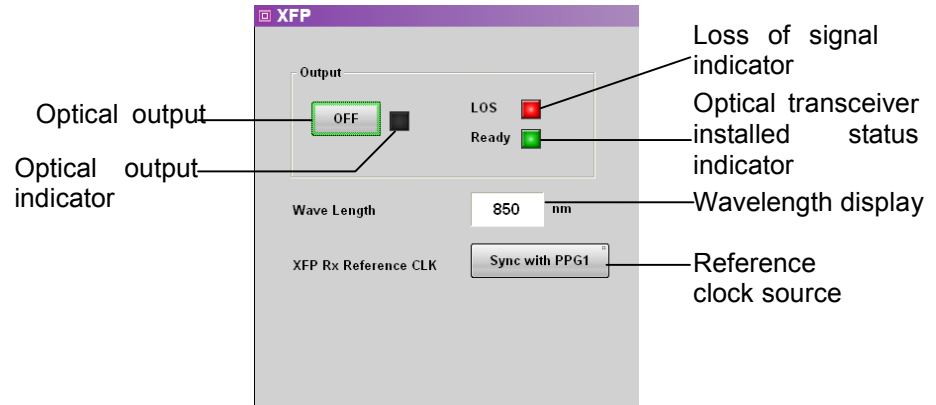 XFP
Output
OFF
LOS
Ready
Wave Length
850 nm
XFP Rx Reference CLK
Sync with PPG1
Optical output
Optical output
indicator
Loss of signal
indicator
Optical transceiver
installed status
indicator
Wavelength display
Reference
clock source